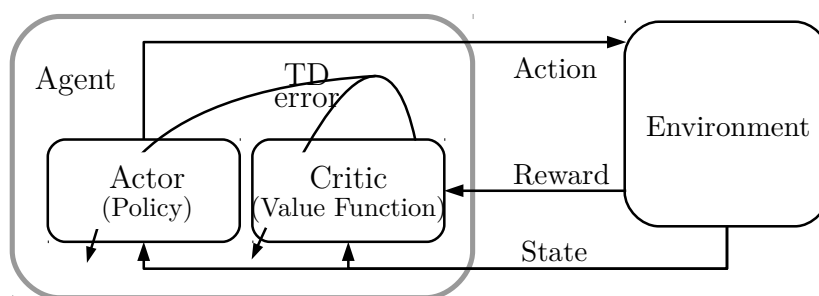 Agent
TD
error
Action
Environment
Actor
(Policy)
Critic
(Value Function)
Reward
State